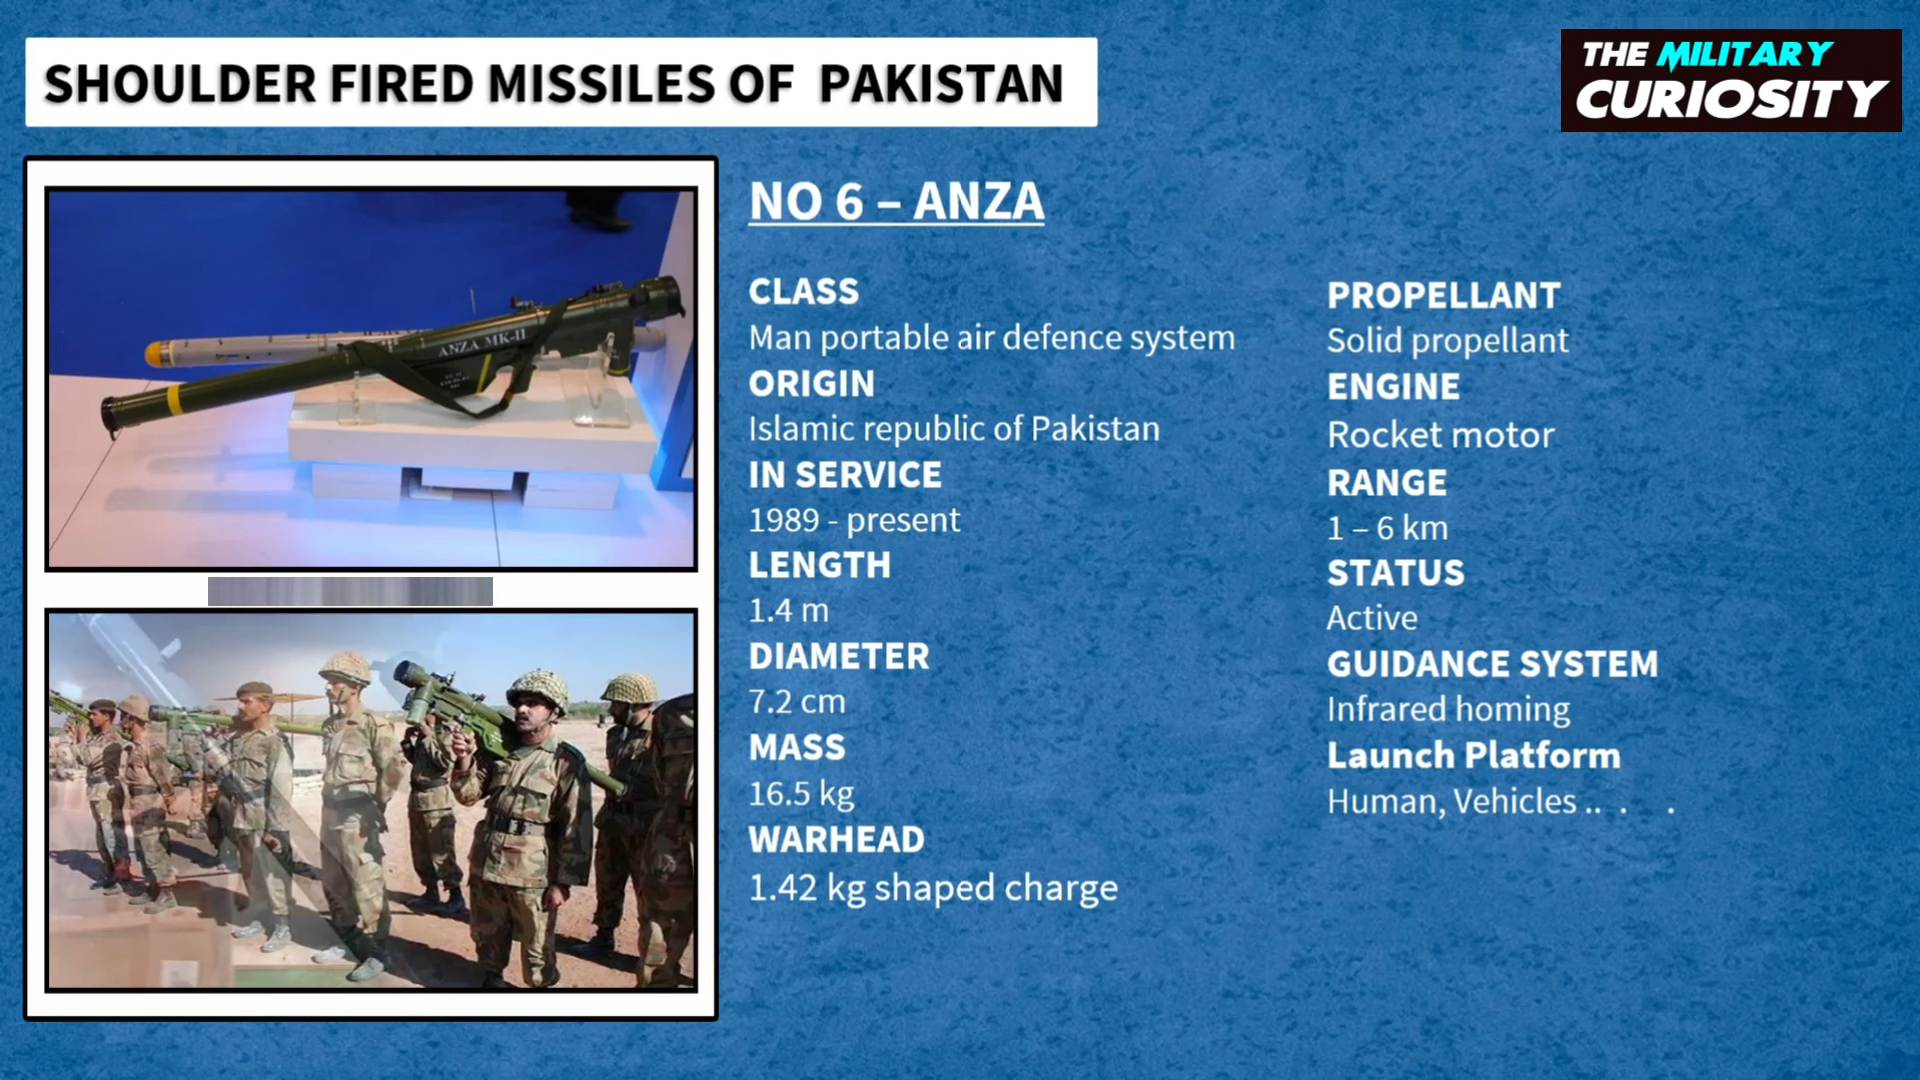 SHOULDER FIRED MISSILES OF PAKISTAN
THE MILITARY
CURIOSITY
ANZA MK-II
NO 6 – ANZA
CLASS
Man portable air defence system
ORIGIN
Islamic republic of Pakistan
IN SERVICE
1989 - present
LENGTH
1.4 m
DIAMETER
7.2 cm
MASS
16.5 kg
WARHEAD
1.42 kg shaped charge
PROPELLANT
Solid propellant
ENGINE
Rocket motor
RANGE
1 – 6 km
STATUS
Active
GUIDANCE SYSTEM
Infrared homing
Launch Platform
Human, Vehicles .. . .